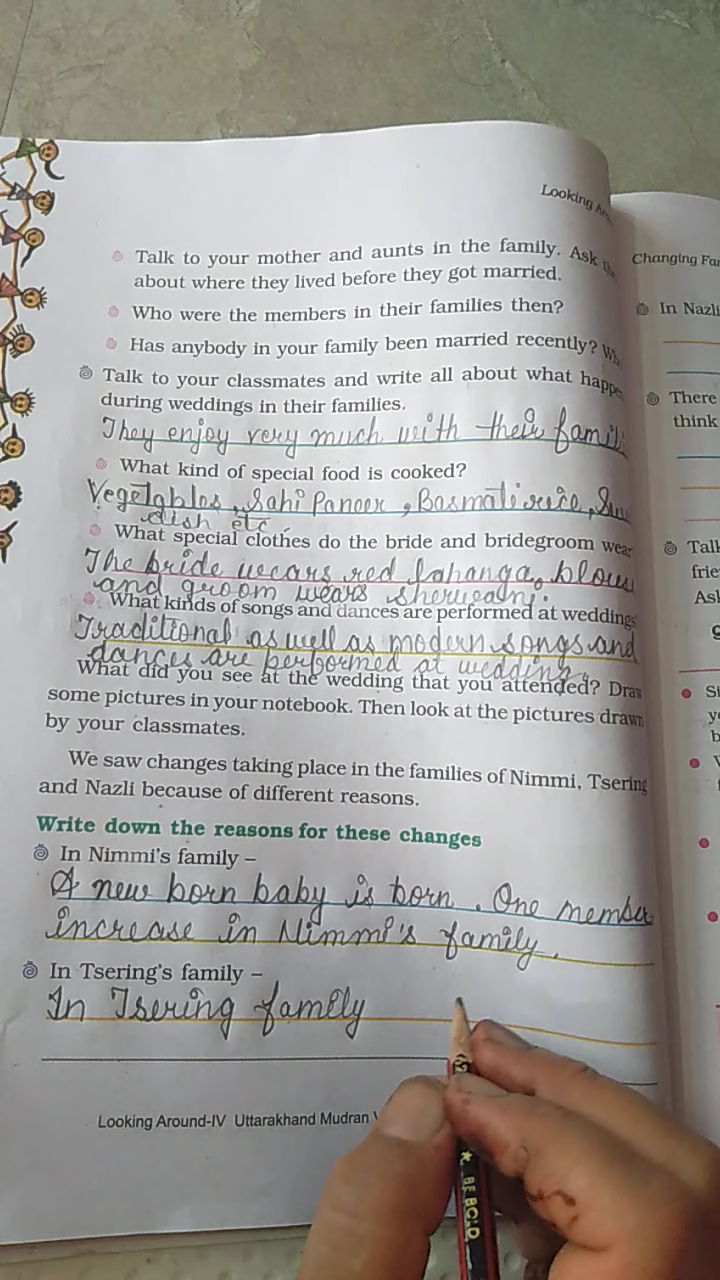 Looking
Talk to your mother and aunts in the family. Ask
about where they lived before they got married.
Who were the members in their families then?
Has anybody in your family been married recently?
Talk to your classmates and write all about what
during weddings in their families.
They enjoy very much with their
What kind of special food is cooked?
Vegetables, Sahi Paneer, Basmati rice,
dish etc.
What special clothes do the bride and bridegroom wear
The bride wears red lahanga,
and groom wears sherwani.
What kinds of songs and dances are performed at weddings
Traditional as well as modern songs and
dances are performed at wedding.
What did you see at the wedding that you attended? Draw
some pictures in your notebook. Then look at the pictures drawn
by your classmates.
We saw changes taking place in the families of Nimmi, Tsering
and Nazli because of different reasons.
Write down the reasons for these changes
In Nimmi's family –
A new born baby is born. One member
increase in Nimmi's family.
In Tsering's family –
In Tsering family
Looking Around-IV Uttarakhand Mudran
BE BOLD
Changing
In Nazli
There
think